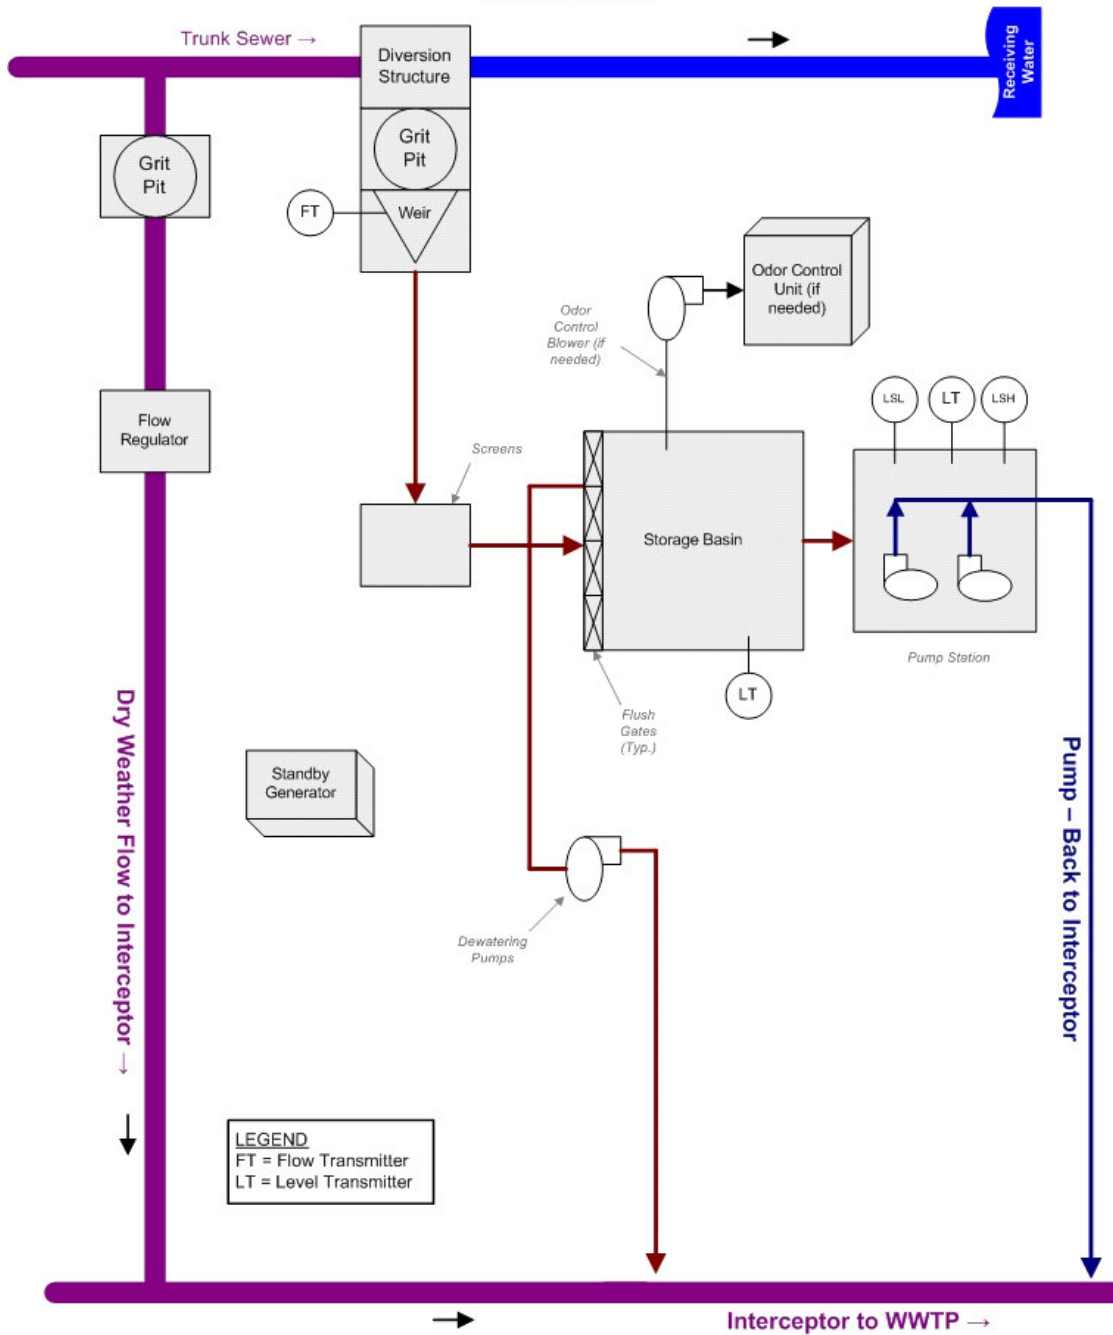 Trunk Sewer →
Diversion
Structure
Receiving
Water
Grit
Pit
Grit
Pit
FT
Weir
Odor Control
Unit (if
needed)
Odor
Control
Blower (if
needed)
LSL
LT
LSH
Flow
Regulator
Screens
Storage Basin
Pump Station
LT
Flush
Gates
(Typ.)
Dry Weather Flow to Interceptor →
Standby
Generator
Pump – Back to Interceptor
Dewatering
Pumps
LEGEND
FT = Flow Transmitter
LT = Level Transmitter
Interceptor to WWTP →